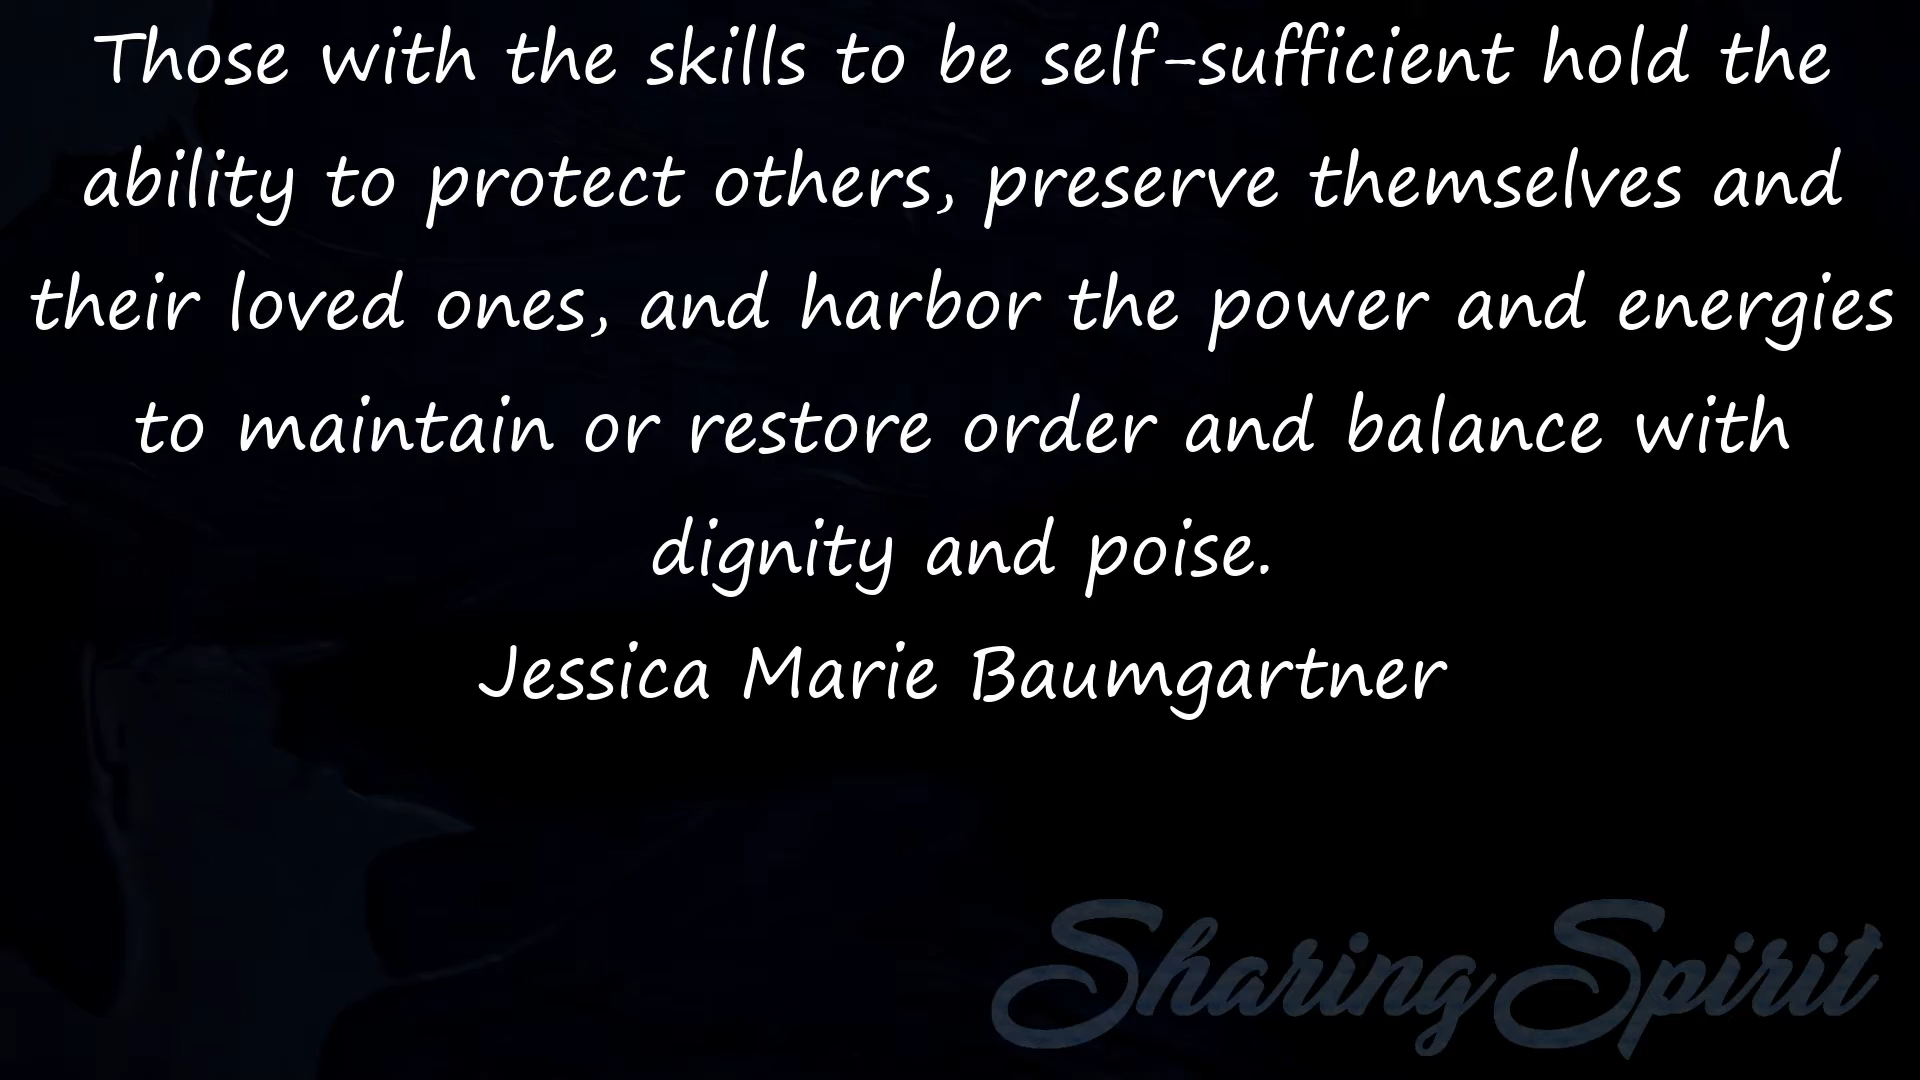 Those with the skills to be self-sufficient hold the
ability to protect others, preserve themselves and
their loved ones, and harbor the power and energies
to maintain or restore order and balance with
dignity and poise.
Jessica Marie Baumgartner
Sharing Spirit